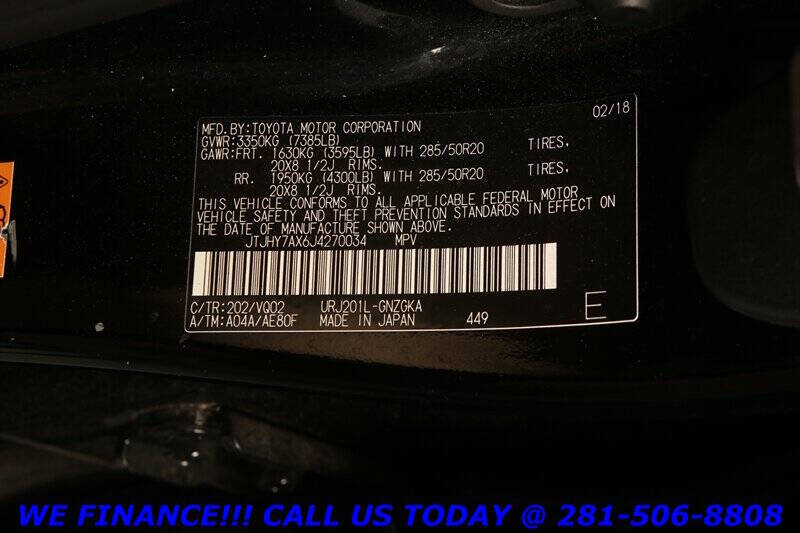 02/18
MFD.BY:TOYOTA MOTOR CORPORATION
GVWR:3350KG (7385LB)
GAWR:FRT. 1630KG (3595LB) WITH 285/50R20 TIRES.
20X8 1/2J RIMS.
RR. 1950KG (4300LB) WITH 285/50R20 TIRES.
20X8 1/2J RIMS.
THIS VEHICLE CONFORMS TO ALL APPLICABLE FEDERAL MOTOR
VEHICLE SAFETY AND THEFT PREVENTION STANDARDS IN EFFECT ON
THE DATE OF MANUFACTURE SHOWN ABOVE.
JTJHY7AX6J4270034 MPV
C/TR:202/VQ02 URJ201L-GNZGKA
A/TM:A04A/AE80F MADE IN JAPAN 449 E
WE FINANCE!!! CALL US TODAY @ 281-506-8808